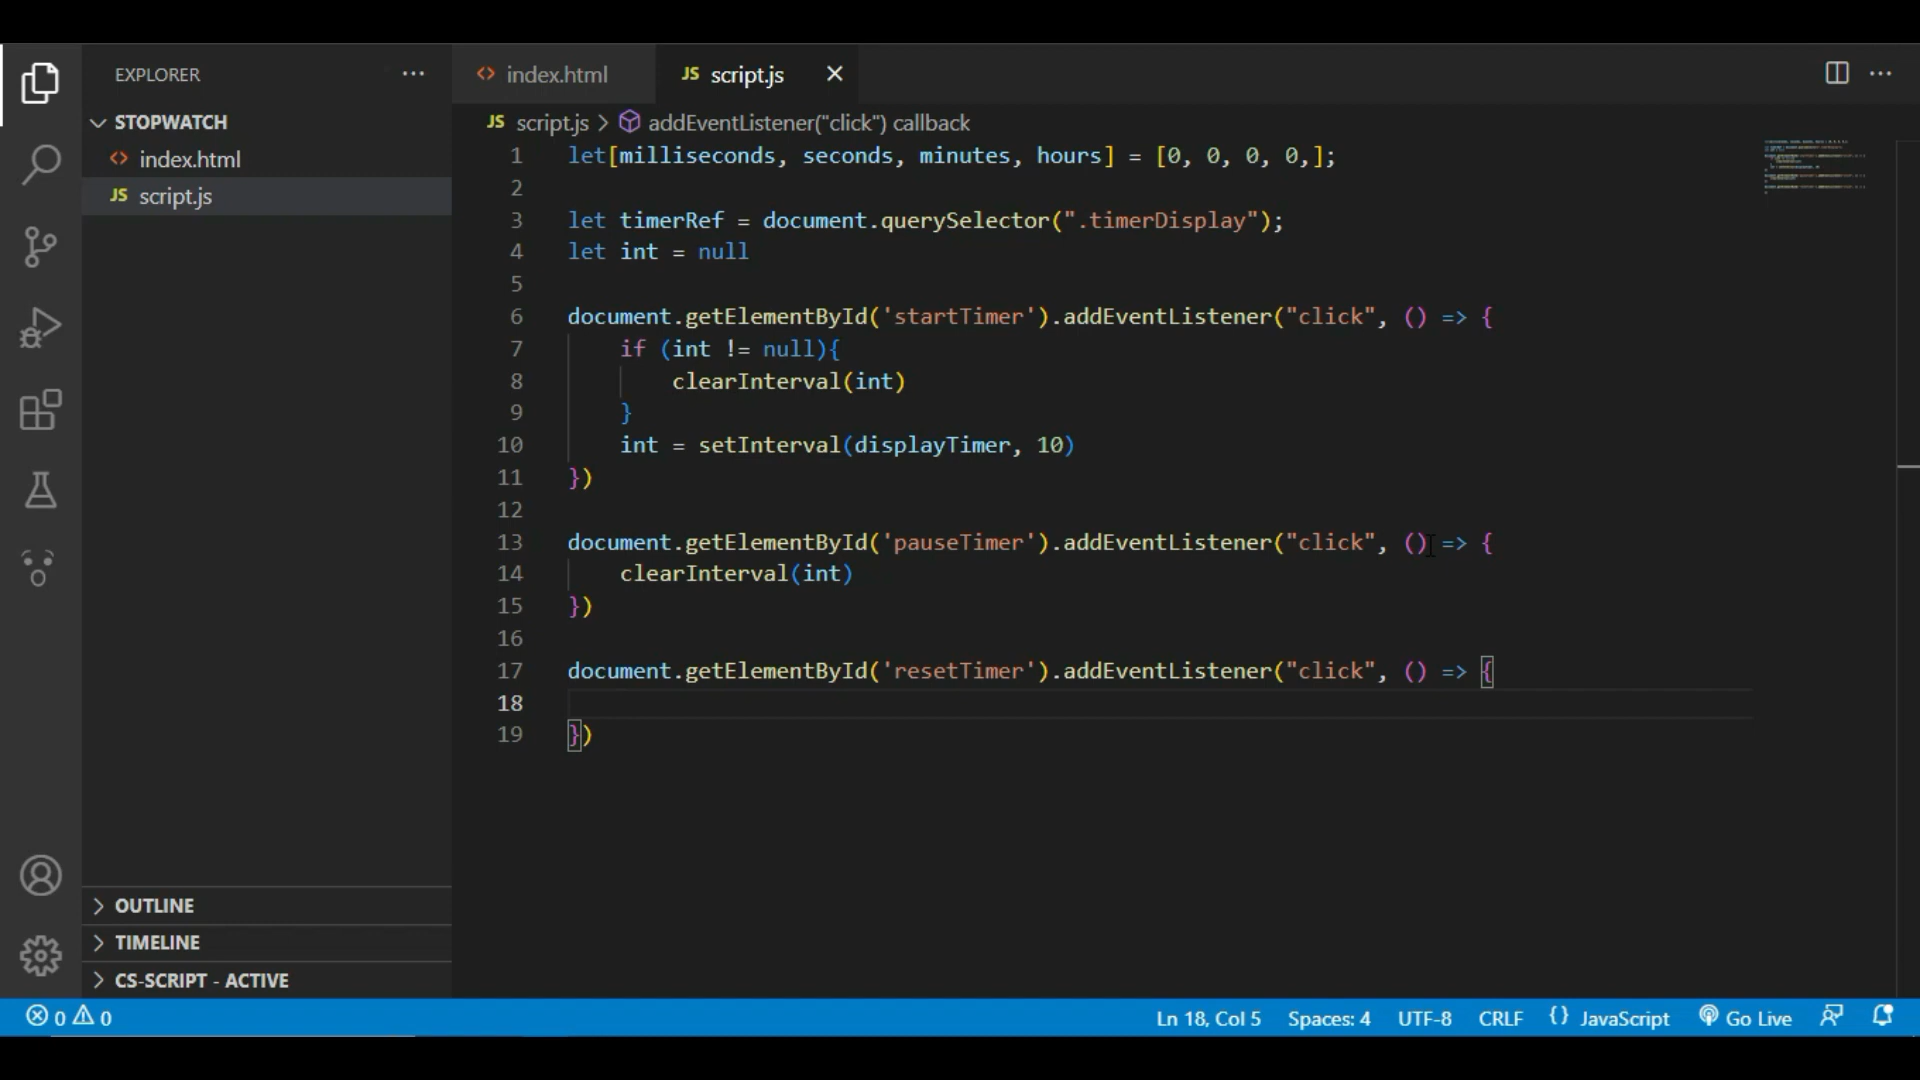 EXPLORER
STOPWATCH
index.html
JS script.js
OUTLINE
TIMELINE
CS-SCRIPT - ACTIVE
index.html
JS script.js
JS script.js > addEventListener("click") callback
1 let[milliseconds, seconds, minutes, hours] = [0, 0, 0, 0,];
2
3 let timerRef = document.querySelector(".timerDisplay");
4 let int = null
5
6 document.getElementById('startTimer').addEventListener("click", () => {
7 if (int != null){
8 clearInterval(int)
9 }
10 int = setInterval(displayTimer, 10)
11 })
12
13 document.getElementById('pauseTimer').addEventListener("click", () => {
14 clearInterval(int)
15 })
16
17 document.getElementById('resetTimer').addEventListener("click", () => {
18
19 })
0 0
Ln 18, Col 5 Spaces: 4 UTF-8 CRLF {} JavaScript Go Live